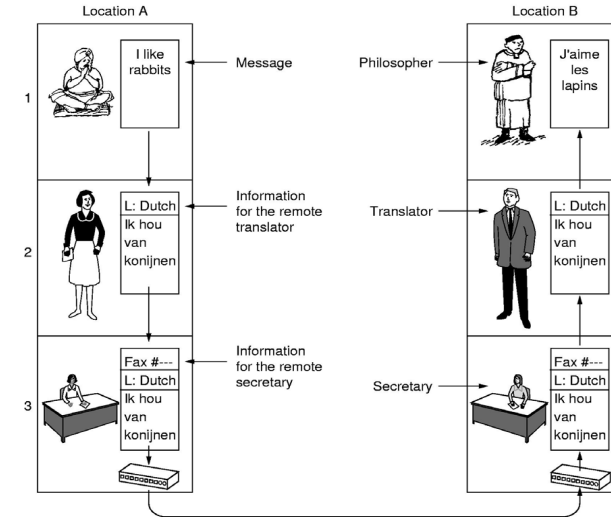 Location A
Location B
1
I like
rabbits
Message
Philosopher
J'aime
les
lapins
2
L: Dutch
Ik hou
van
konijnen
Information
for the remote
translator
Translator
L: Dutch
Ik hou
van
konijnen
3
Fax #---
L: Dutch
Ik hou
van
konijnen
Information
for the remote
secretary
Secretary
Fax #---
L: Dutch
Ik hou
van
konijnen